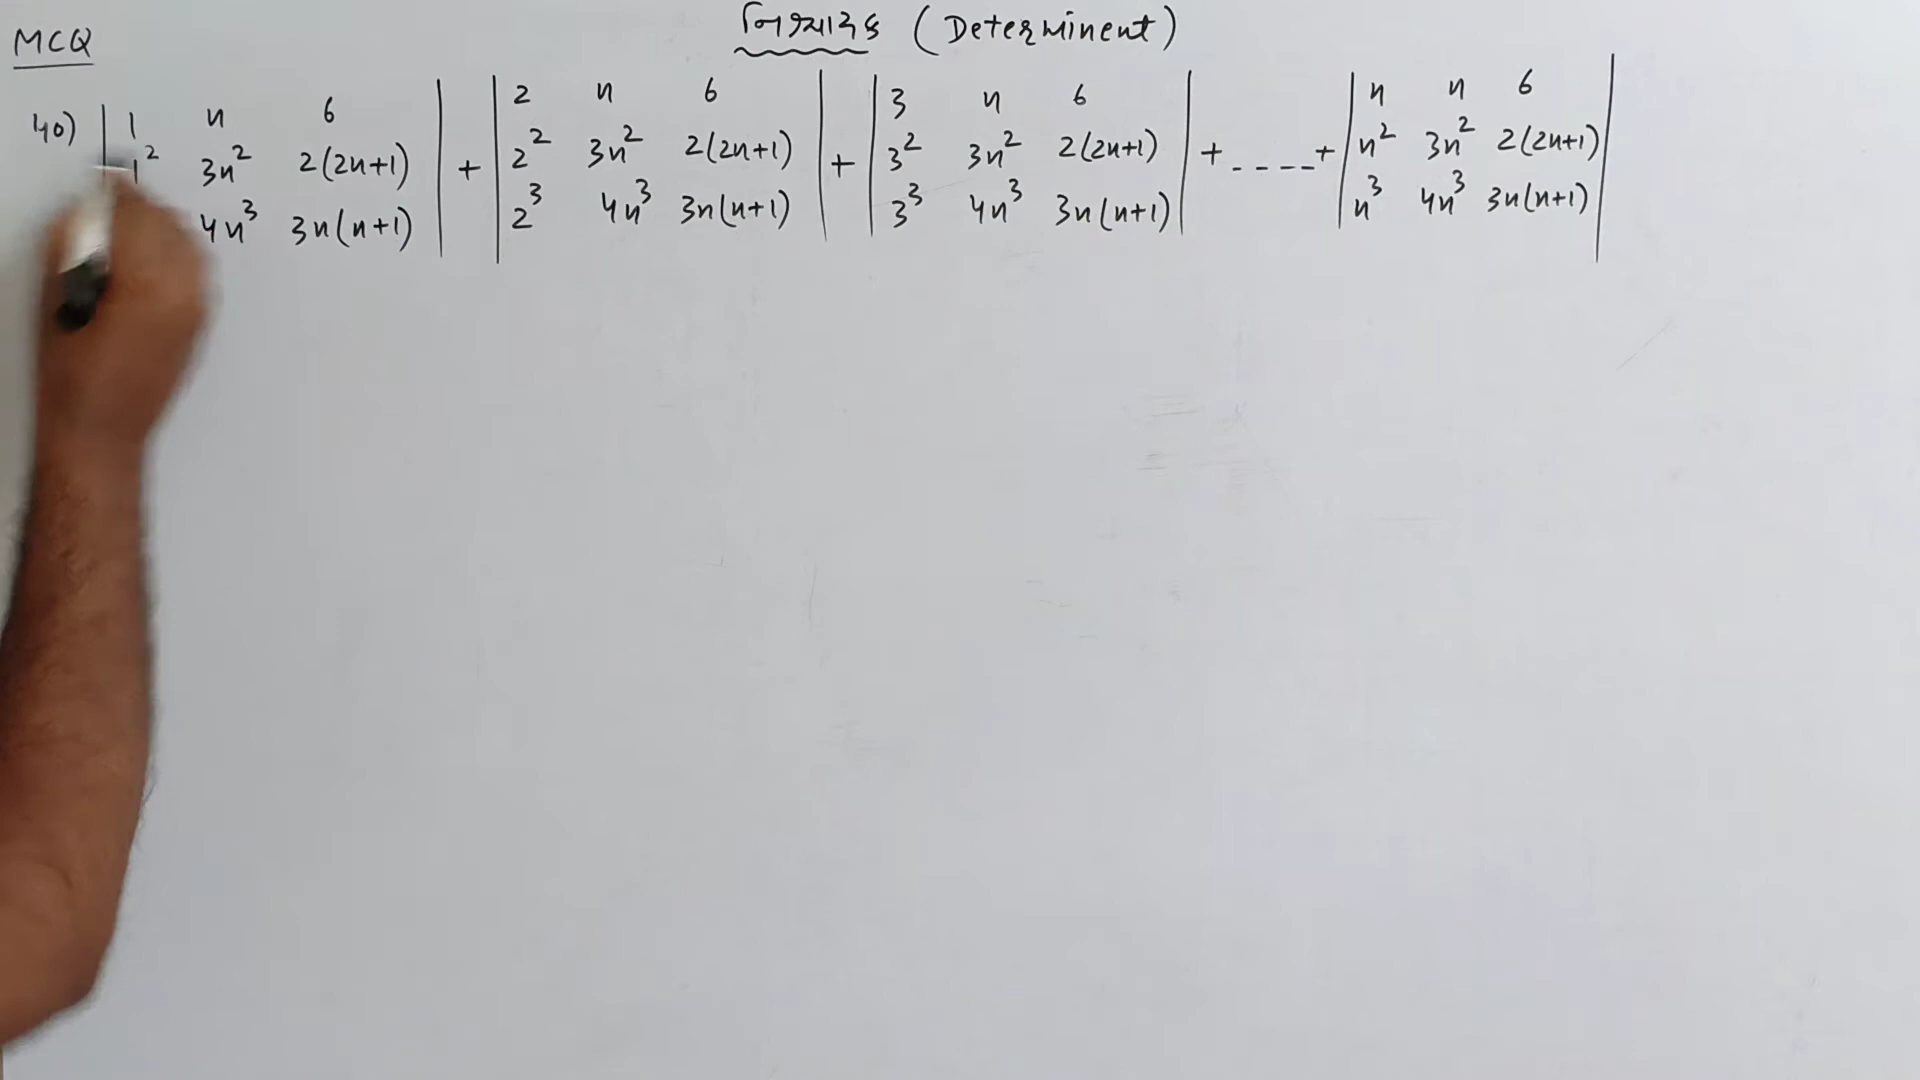 MCQ
નિશ્ચાયક (Determinent)
40) | 1 n 6 | + | 2 n 6 | + | 3 n 6 | + ----+ | n n 6 |
| 1² 3n² 2(2n+1) | | 2² 3n² 2(2n+1) | | 3² 3n² 2(2n+1) | | n² 3n² 2(2n+1) |
| 4n³ 3n(n+1) | | 2³ 4n³ 3n(n+1) | | 3³ 4n³ 3n(n+1) | | n³ 4n³ 3n(n+1) |